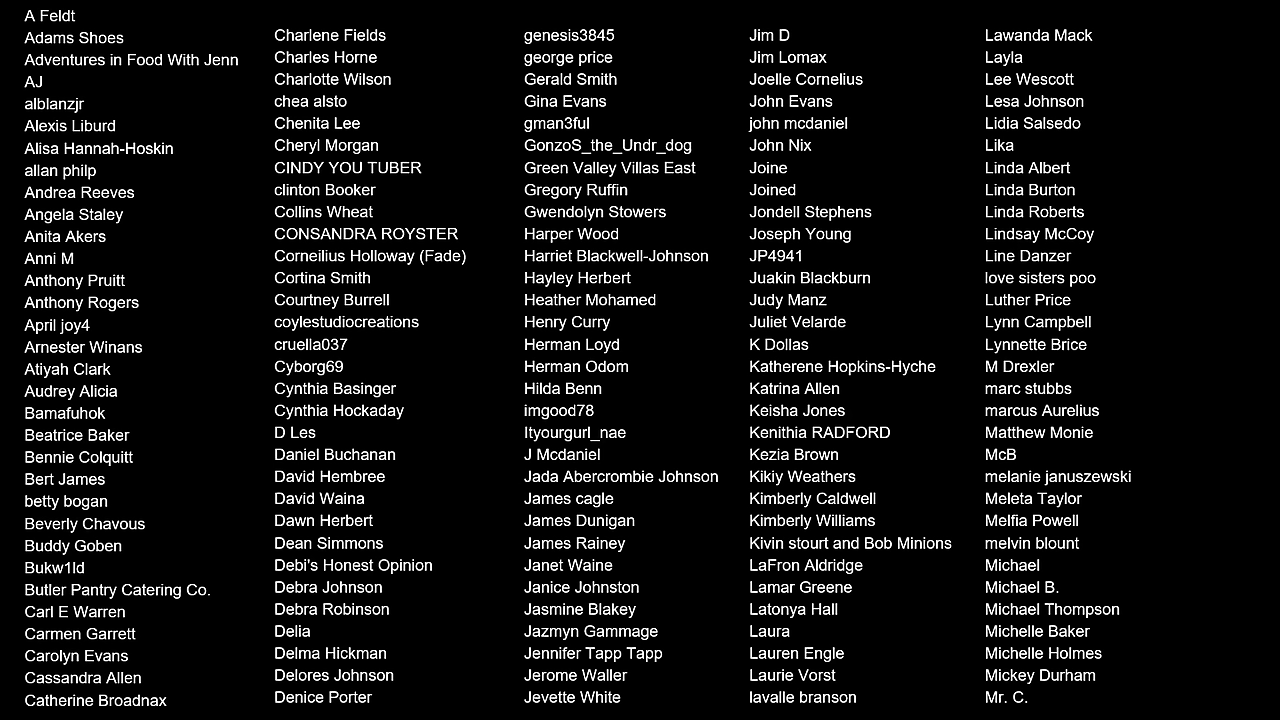 A Feldt
Adams Shoes
Adventures in Food With Jenn
AJ
alblanzjr
Alexis Liburd
Alisa Hannah-Hoskin
allan philp
Andrea Reeves
Angela Staley
Anita Akers
Anni M
Anthony Pruitt
Anthony Rogers
April joy4
Arnester Winans
Atiyah Clark
Audrey Alicia
Bamafuhok
Beatrice Baker
Bennie Colquitt
Bert James
betty bogan
Beverly Chavous
Buddy Goben
Bukw1ld
Butler Pantry Catering Co.
Carl E Warren
Carmen Garrett
Carolyn Evans
Cassandra Allen
Catherine Broadnax
Charlene Fields
Charles Horne
Charlotte Wilson
chea alsto
Chenita Lee
Cheryl Morgan
CINDY YOU TUBER
clinton Booker
Collins Wheat
CONSANDRA ROYSTER
Corneilius Holloway (Fade)
Cortina Smith
Courtney Burrell
coylestudiocreations
cruella037
Cyborg69
Cynthia Basinger
Cynthia Hockaday
D Les
Daniel Buchanan
David Hembree
David Waina
Dawn Herbert
Dean Simmons
Debi's Honest Opinion
Debra Johnson
Debra Robinson
Delia
Delma Hickman
Delores Johnson
Denice Porter
genesis3845
george price
Gerald Smith
Gina Evans
gman3ful
GonzoS_the_Undr_dog
Green Valley Villas East
Gregory Ruffin
Gwendolyn Stowers
Harper Wood
Harriet Blackwell-Johnson
Hayley Herbert
Heather Mohamed
Henry Curry
Herman Loyd
Herman Odom
Hilda Benn
imgood78
Ityourgurl_nae
J Mcdaniel
Jada Abercrombie Johnson
James cagle
James Dunigan
James Rainey
Janet Waine
Janice Johnston
Jasmine Blakey
Jazmyn Gammage
Jennifer Tapp Tapp
Jerome Waller
Jevette White
Jim D
Jim Lomax
Joelle Cornelius
John Evans
john mcdaniel
John Nix
Joine
Joined
Jondell Stephens
Joseph Young
JP4941
Juakin Blackburn
Judy Manz
Juliet Velarde
K Dollas
Katherene Hopkins-Hyche
Katrina Allen
Keisha Jones
Kenithia RADFORD
Kezia Brown
Kikiy Weathers
Kimberly Caldwell
Kimberly Williams
Kivin stourt and Bob Minions
LaFron Aldridge
Lamar Greene
Latonya Hall
Laura
Lauren Engle
Laurie Vorst
lavalle branson
Lawanda Mack
Layla
Lee Wescott
Lesa Johnson
Lidia Salsedo
Lika
Linda Albert
Linda Burton
Linda Roberts
Lindsay McCoy
Line Danzer
love sisters poo
Luther Price
Lynn Campbell
Lynnette Brice
M Drexler
marc stubbs
marcus Aurelius
Matthew Monie
McB
melanie januszewski
Meleta Taylor
Melfia Powell
melvin blount
Michael
Michael B.
Michael Thompson
Michelle Baker
Michelle Holmes
Mickey Durham
Mr. C.